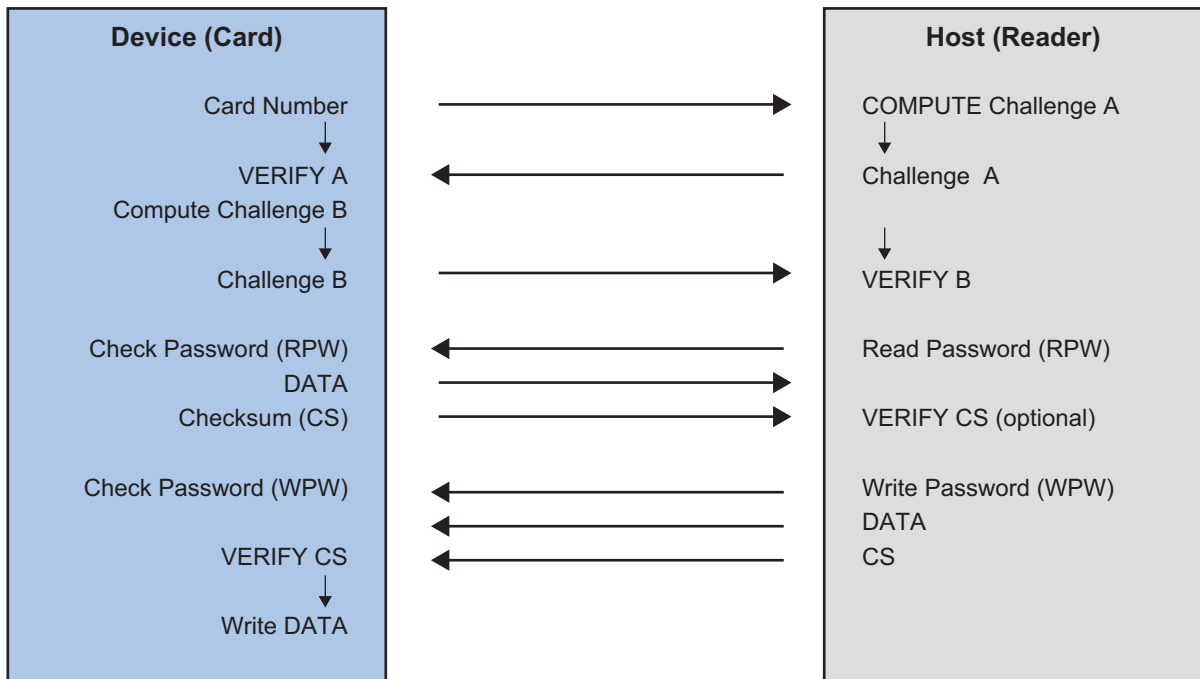 Device (Card)
Host (Reader)
Card Number
COMPUTE Challenge A
VERIFY A
Challenge A
Compute Challenge B
Challenge B
VERIFY B
Check Password (RPW)
Read Password (RPW)
DATA
Checksum (CS)
VERIFY CS (optional)
Check Password (WPW)
Write Password (WPW)
DATA
VERIFY CS
CS
Write DATA